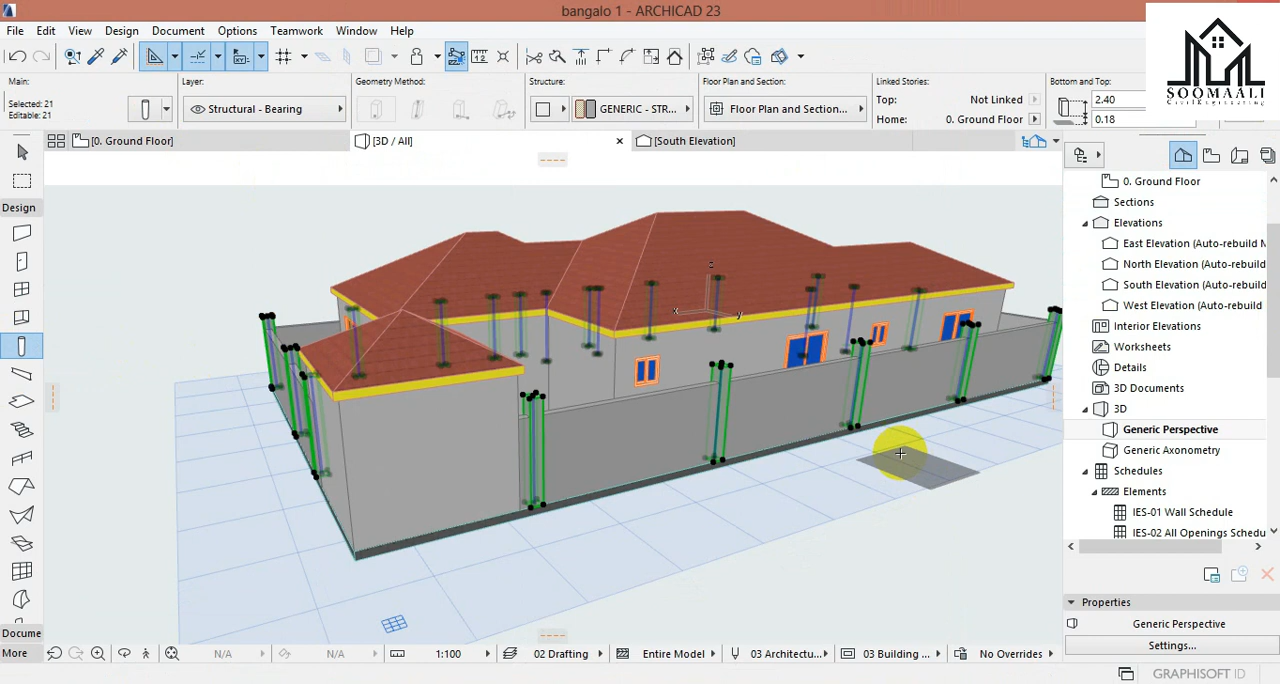 bangalo 1 - ARCHICAD 23
File Edit View Design Document Options Teamwork Window Help
Main:
Layer:
Geometry Method:
Structure:
Floor Plan and Section:
Linked Stories:
Bottom and Top:
Selected: 21
Editable: 21
Structural - Bearing
GENERIC - STR...
Floor Plan and Section...
Top: Not Linked
Home: 0. Ground Floor
2.40
0.18
SOOMAALI
Civil Engineering
[0. Ground Floor]
[3D / All]
[South Elevation]
Design
0. Ground Floor
Sections
Elevations
East Elevation (Auto-rebuild M
North Elevation (Auto-rebuild
South Elevation (Auto-rebuild
West Elevation (Auto-rebuild
Interior Elevations
Worksheets
Details
3D Documents
3D
Generic Perspective
Generic Axonometry
Schedules
Elements
IES-01 Wall Schedule
IES-02 All Openings Schedu
z
x
y
Properties
Generic Perspective
Settings...
Docume
More
N/A
N/A
1:100
02 Drafting
Entire Model
03 Architectu...
03 Building ...
No Overrides
GRAPHISOFT ID